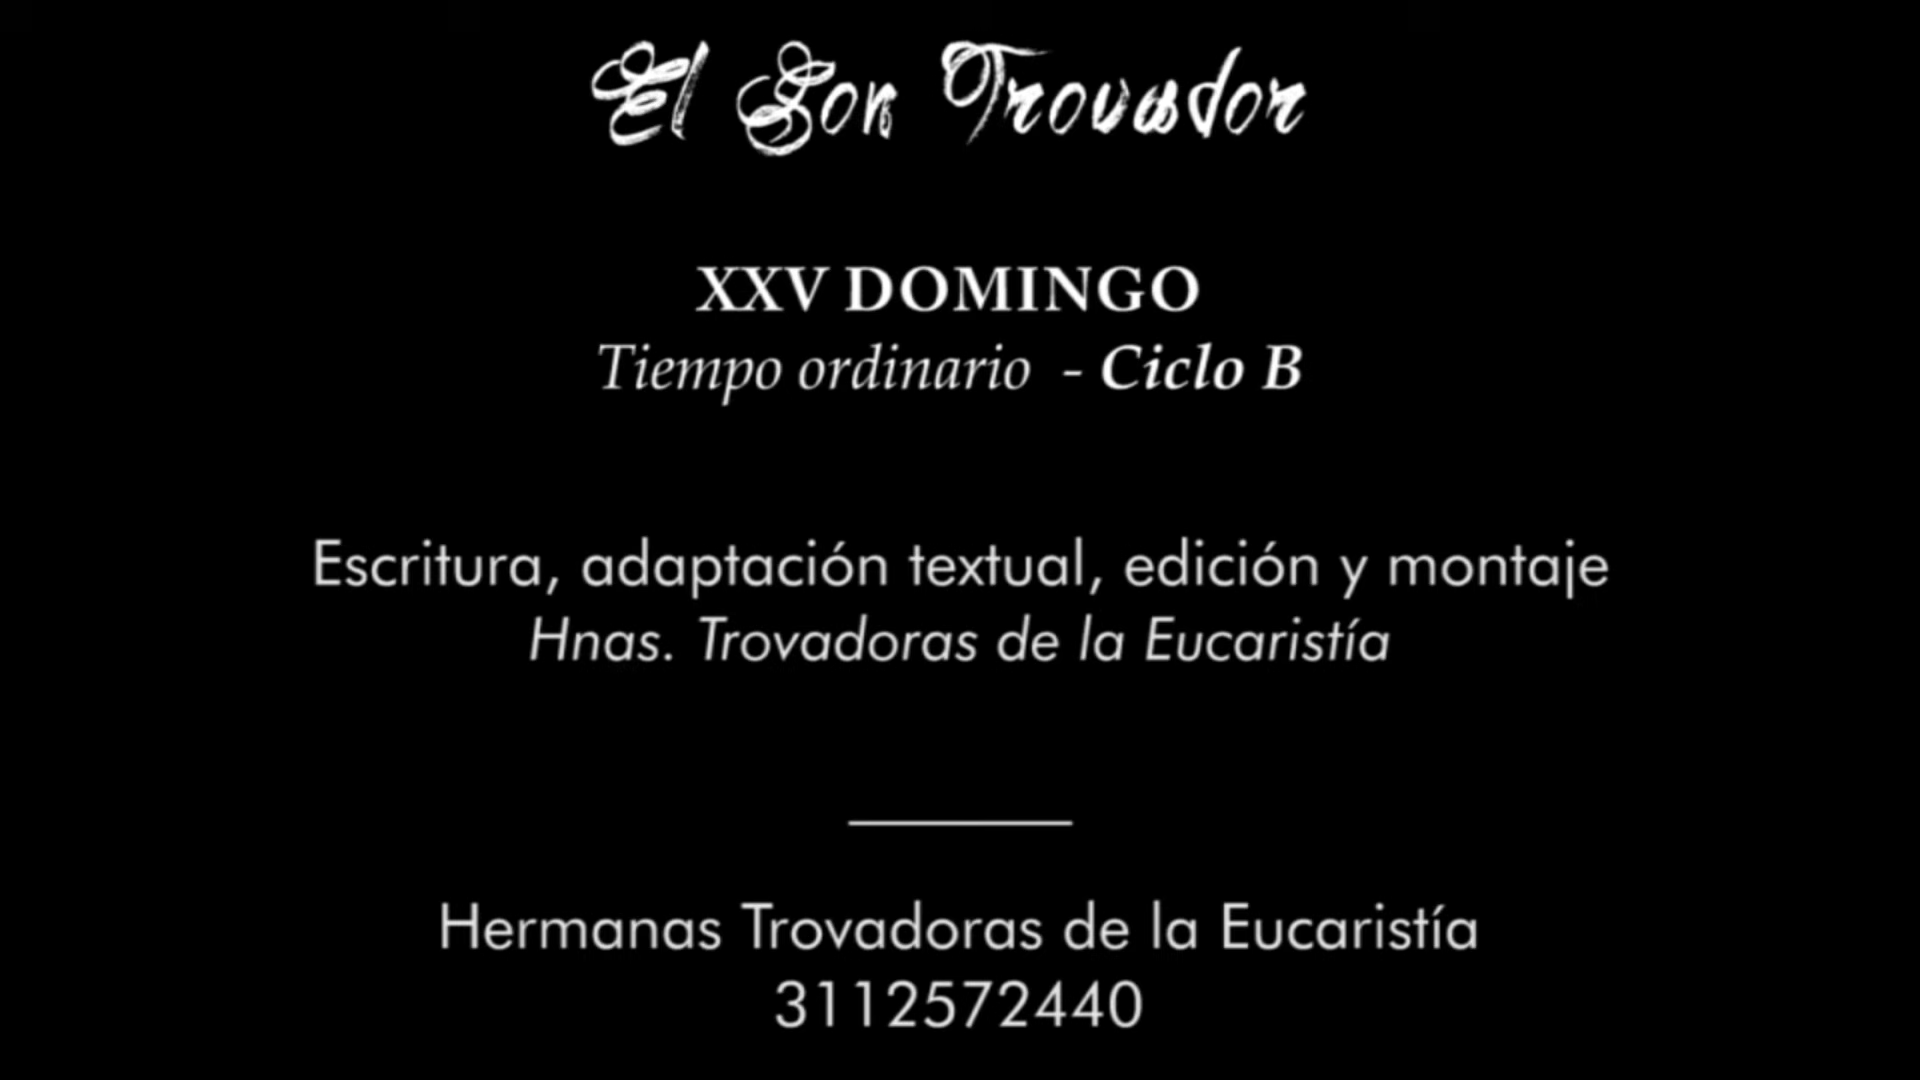 El Son Trovador
XXV DOMINGO
Tiempo ordinario - Ciclo B
Escritura, adaptación textual, edición y montaje
Hnas. Trovadoras de la Eucaristía
Hermanas Trovadoras de la Eucaristía
3112572440